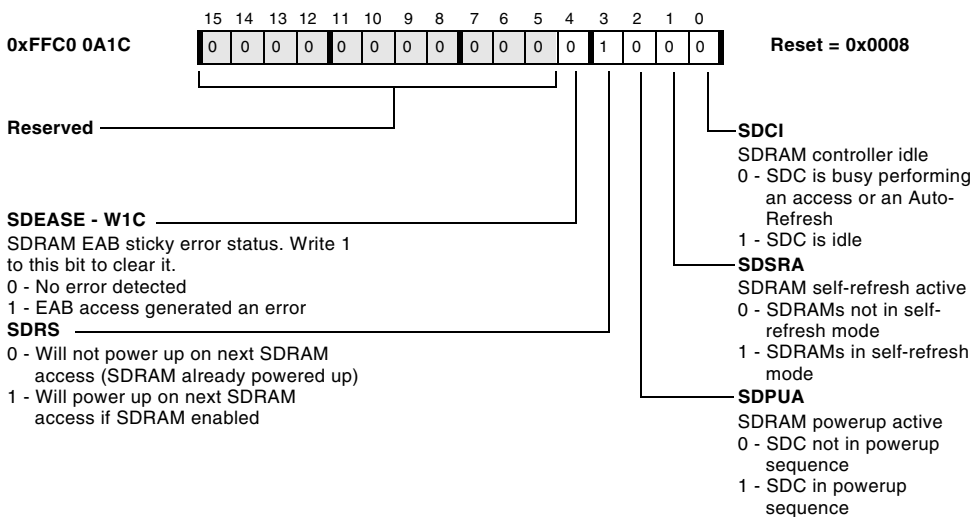 15 14 13 12 11 10 9 8 7 6 5 4 3 2 1 0
0xFFC0 0A1C
0 0 0 0 0 0 0 0 0 0 0 0 1 0 0 0
Reset = 0x0008
Reserved
SDEASE - W1C
SDRAM EAB sticky error status. Write 1
to this bit to clear it.
0 - No error detected
1 - EAB access generated an error
SDRS
0 - Will not power up on next SDRAM
access (SDRAM already powered up)
1 - Will power up on next SDRAM
access if SDRAM enabled
SDCI
SDRAM controller idle
0 - SDC is busy performing
an access or an Auto-
Refresh
1 - SDC is idle
SDSRA
SDRAM self-refresh active
0 - SDRAMs not in self-
refresh mode
1 - SDRAMs in self-refresh
mode
SDPUA
SDRAM powerup active
0 - SDC not in powerup
sequence
1 - SDC in powerup
sequence